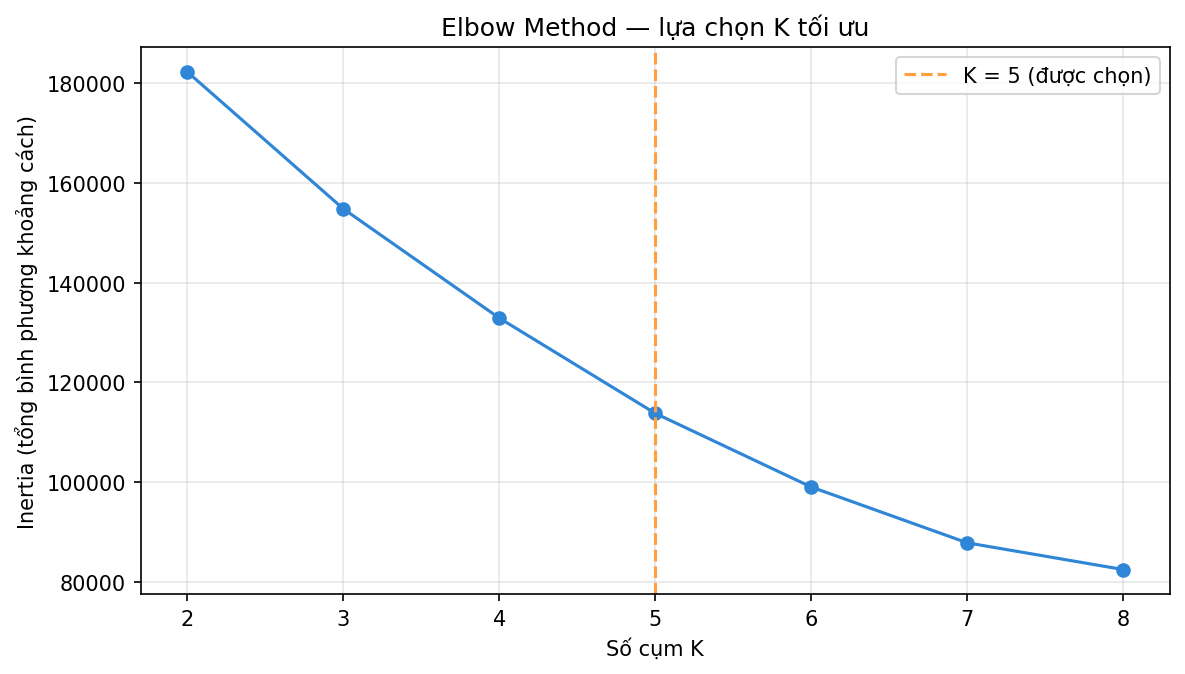 Elbow Method — lựa chọn K tối ưu
K = 5 (được chọn)
Inertia (tổng bình phương khoảng cách)
180000
160000
140000
120000
100000
80000
2 3 4 5 6 7 8
Số cụm K